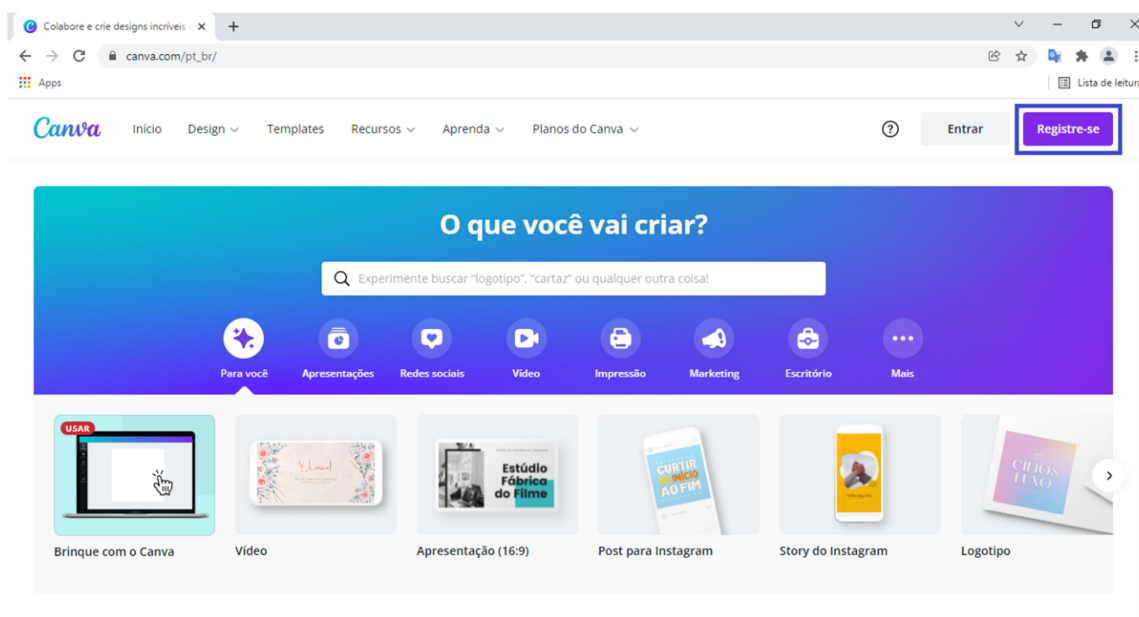 Colabore e crie designs incríveis
canva.com/pt_br/
Apps
Lista de leitura
Canva Início Design Templates Recursos Aprenda Planos do Canva ? Entrar Registre-se
O que você vai criar?
Experimente buscar "logotipo", "cartaz" ou qualquer outra coisa!
Para você Apresentações Redes sociais Vídeo Impressão Marketing Escritório Mais
USAR
Estúdio
Fábrica
do Filme
CURTIR
DO INÍCIO
AO FIM
CILIOS
LUXO
Brinque com o Canva Vídeo Apresentação (16:9) Post para Instagram Story do Instagram Logotipo